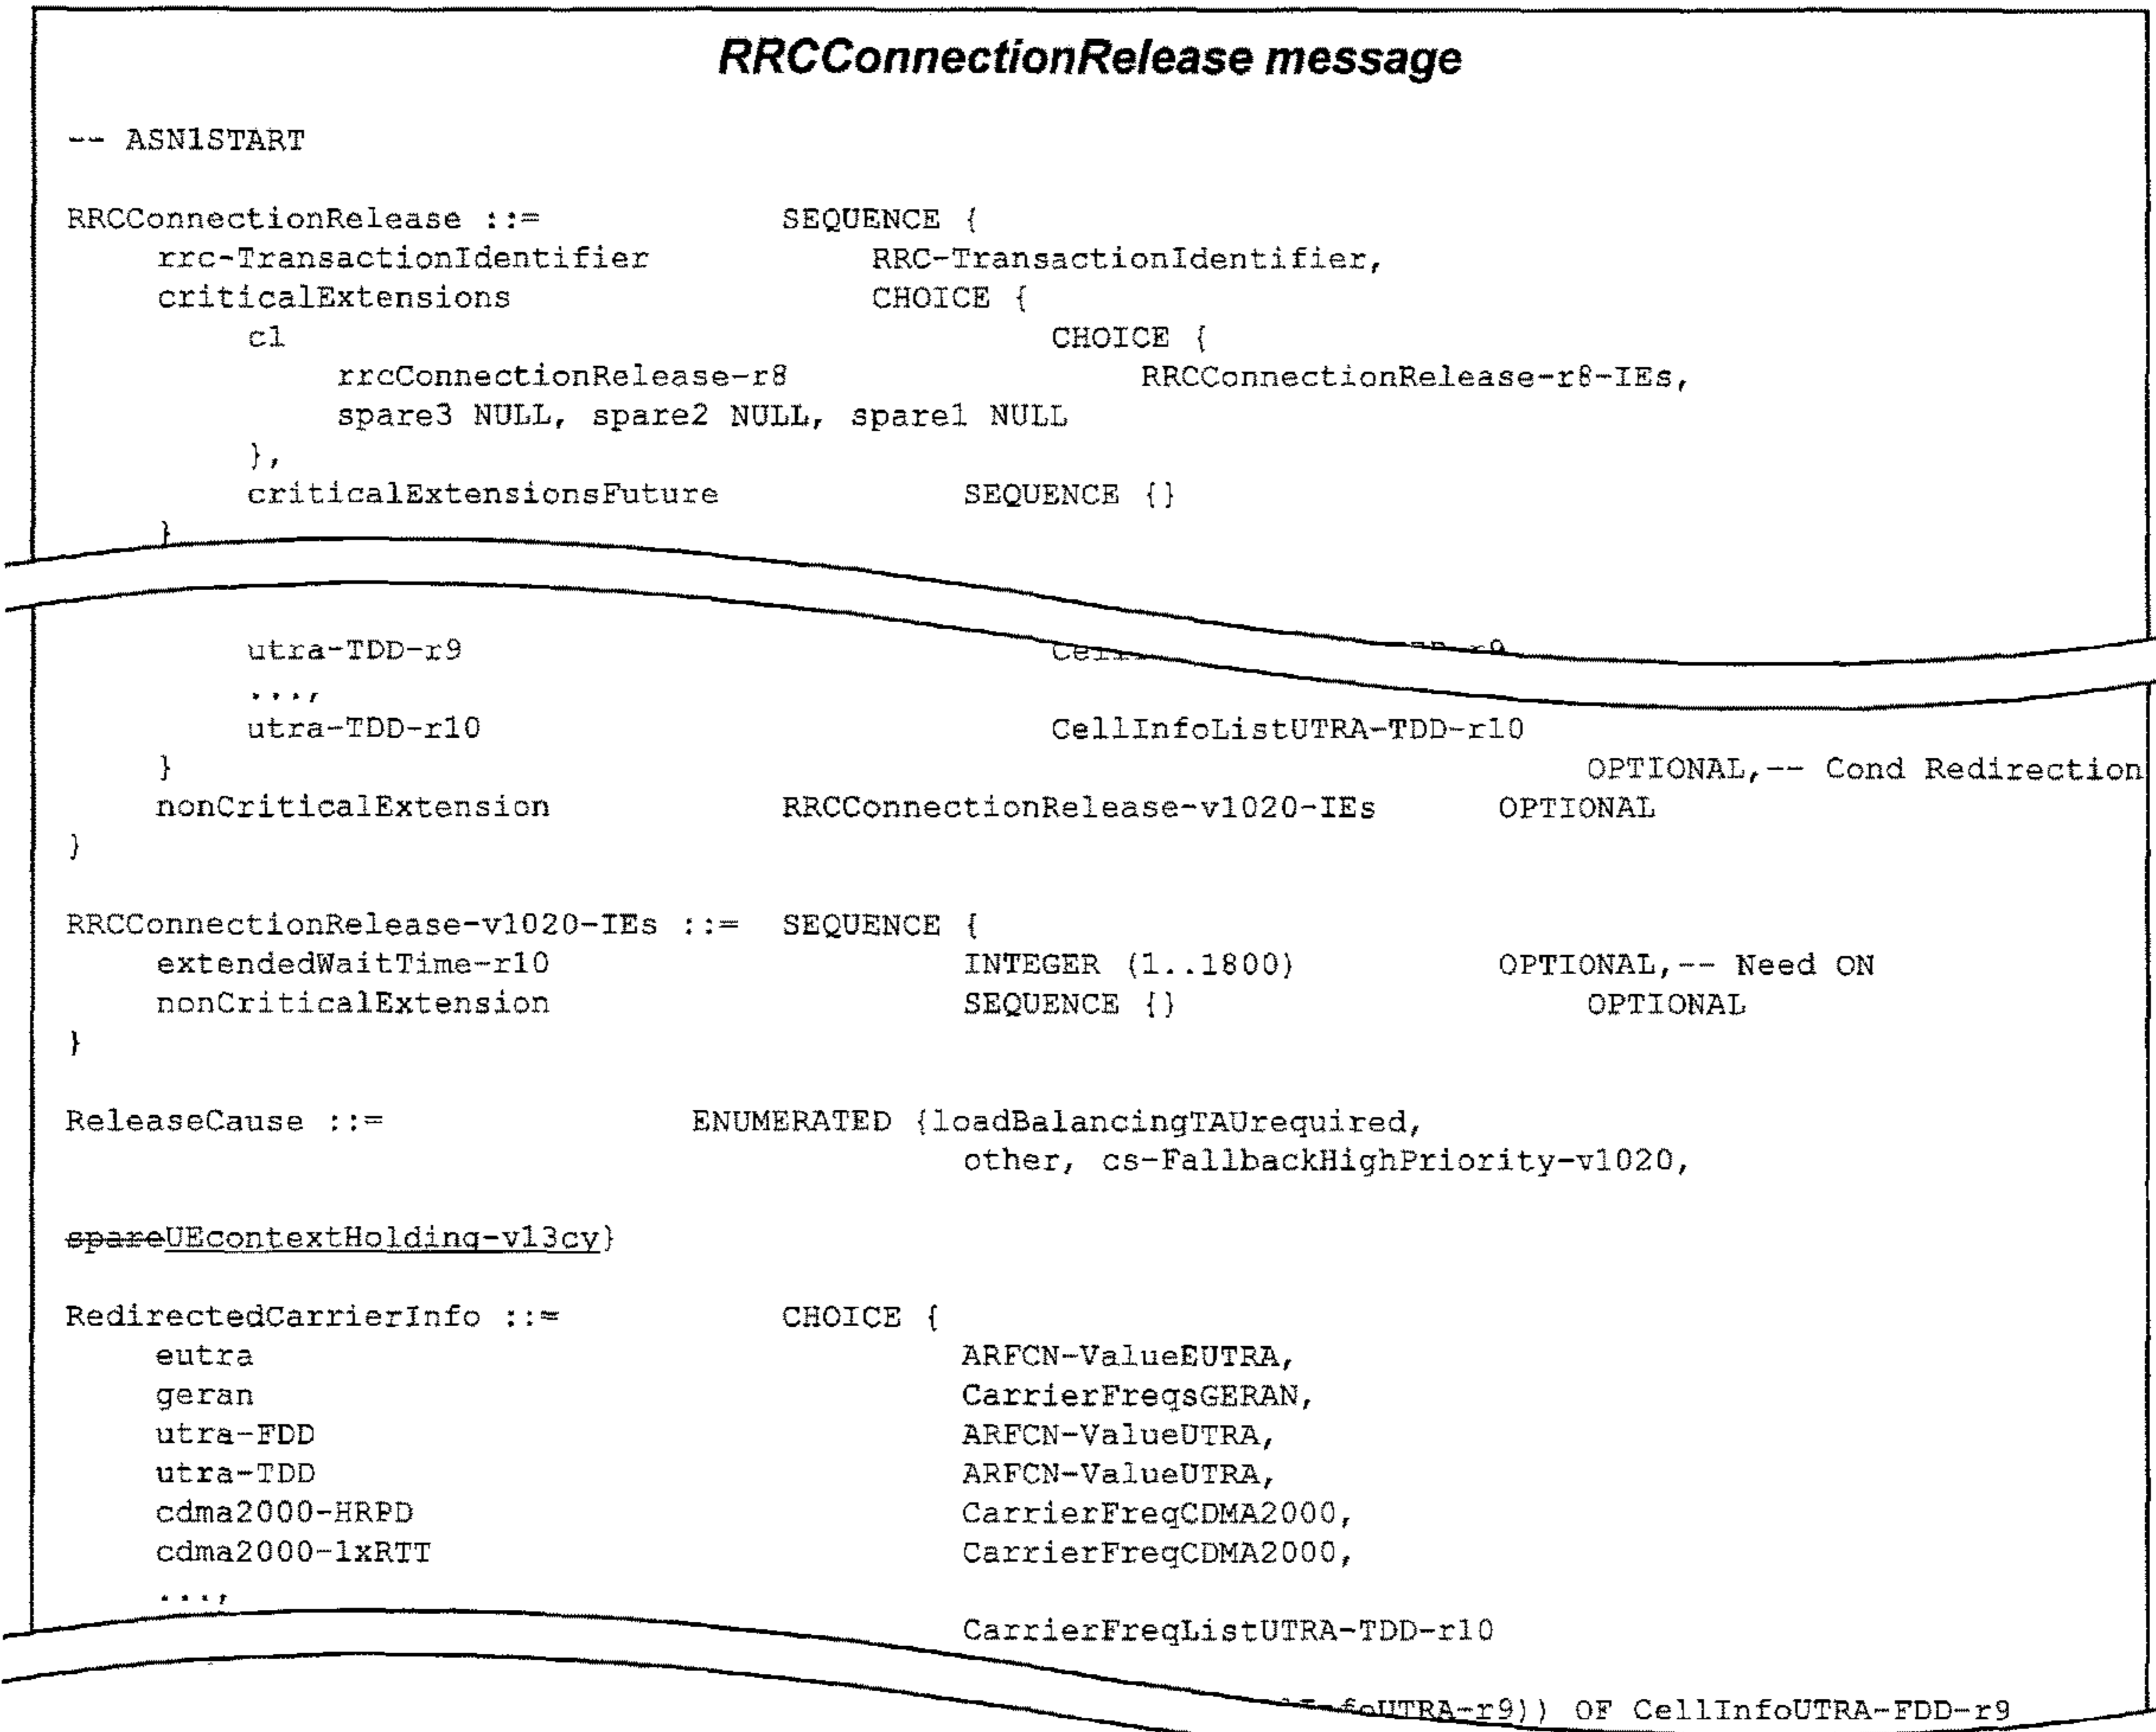 RRCConnectionRelease message
-- ASN1START
RRCConnectionRelease ::= SEQUENCE {
rrc-TransactionIdentifier RRC-TransactionIdentifier,
criticalExtensions CHOICE {
c1 CHOICE {
rrcConnectionRelease-r8 RRCConnectionRelease-r8-IEs,
spare3 NULL, spare2 NULL, spare1 NULL
},
criticalExtensionsFuture SEQUENCE {}
}
utra-TDD-r9
...,
utra-TDD-r10 CellInfoListUTRA-TDD-r10
} OPTIONAL,-- Cond Redirection
nonCriticalExtension RRCConnectionRelease-v1020-IEs OPTIONAL
}
RRCConnectionRelease-v1020-IEs ::= SEQUENCE {
extendedWaitTime-r10 INTEGER (1..1800) OPTIONAL,-- Need ON
nonCriticalExtension SEQUENCE {} OPTIONAL
}
ReleaseCause ::= ENUMERATED {loadBalancingTAUrequired,
other, cs-FallbackHighPriority-v1020,
spareUEcontextHolding-v13cy}
RedirectedCarrierInfo ::= CHOICE {
eutra ARFCN-ValueEUTRA,
geran CarrierFreqsGERAN,
utra-FDD ARFCN-ValueUTRA,
utra-TDD ARFCN-ValueUTRA,
cdma2000-HRPD CarrierFreqCDMA2000,
cdma2000-1xRTT CarrierFreqCDMA2000,
...,
CarrierFreqListUTRA-TDD-r10
foUTRA-r9)) OF CellInfoUTRA-FDD-r9